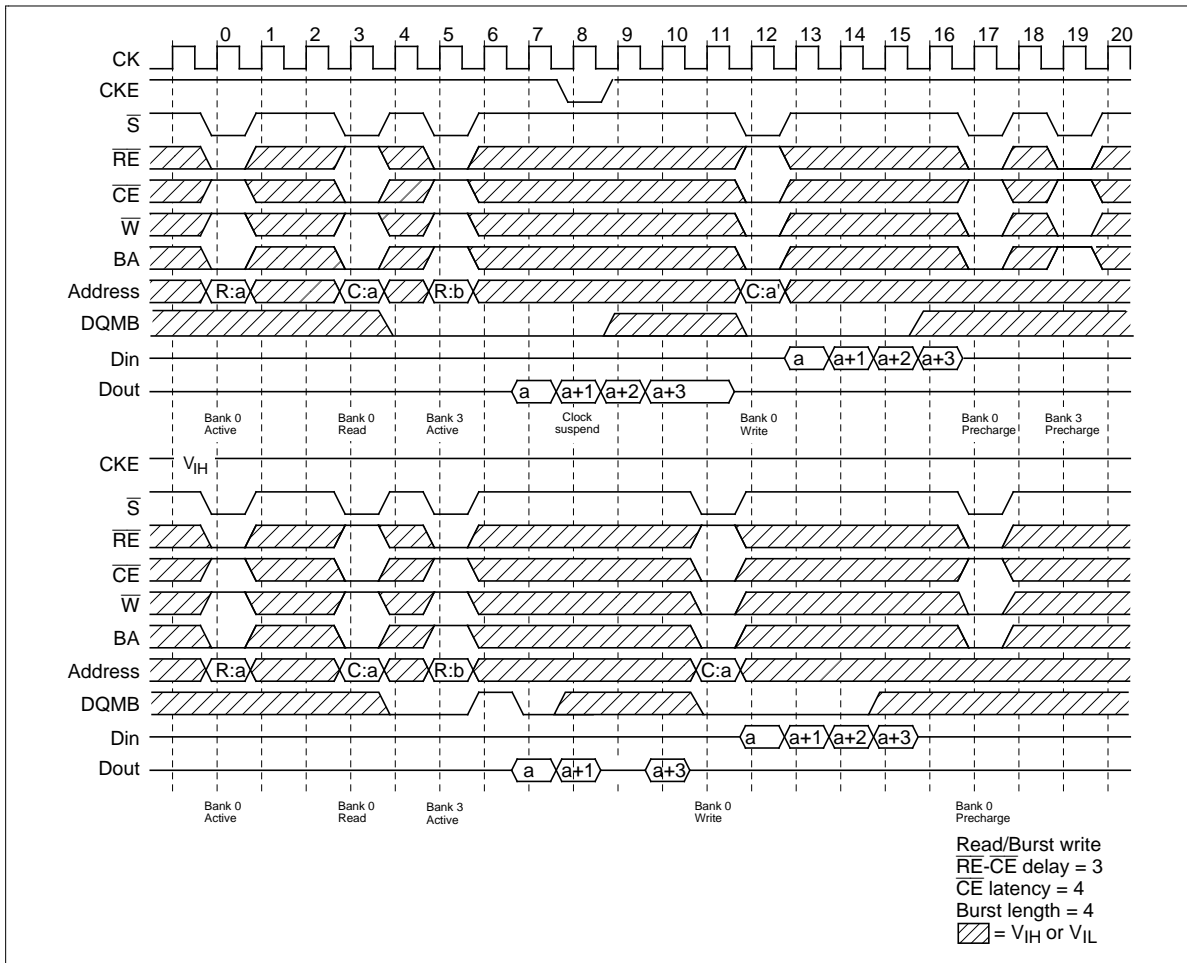 0 1 2 3 4 5 6 7 8 9 10 11 12 13 14 15 16 17 18 19 20
CK
CKE
S
RE
CE
W
BA
Address R:a C:a R:b C:a'
DQMB
Din a a+1 a+2 a+3
Dout a a+1 a+2 a+3
Bank 0 Active
Bank 0 Read
Bank 3 Active
Clock suspend
Bank 0 Write
Bank 0 Precharge
Bank 3 Precharge
CKE VIH
S
RE
CE
W
BA
Address R:a C:a R:b C:a
DQMB
Din a a+1 a+2 a+3
Dout a a+1 a+3
Bank 0 Active
Bank 0 Read
Bank 3 Active
Bank 0 Write
Bank 0 Precharge
Read/Burst write
RE-CE delay = 3
CE latency = 4
Burst length = 4
= VIH or VIL